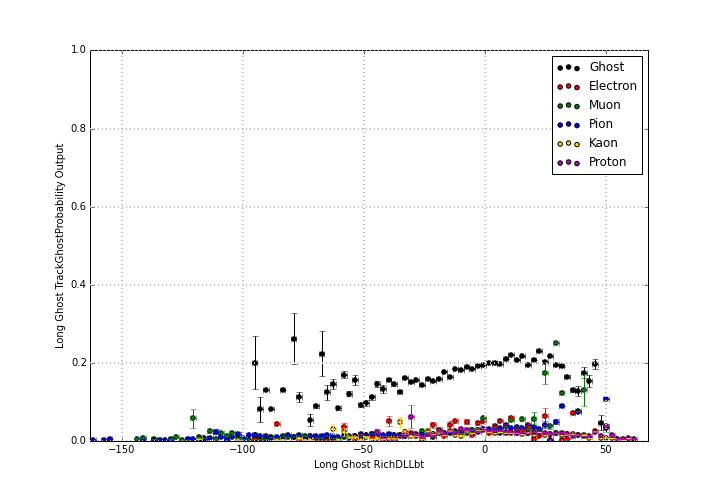 1.0
0.8
0.6
0.4
0.2
0.0
−150
−100
−50
0
50
Long Ghost RichDLLbt
Long Ghost TrackGhostProbability Output
Ghost
Electron
Muon
Pion
Kaon
Proton